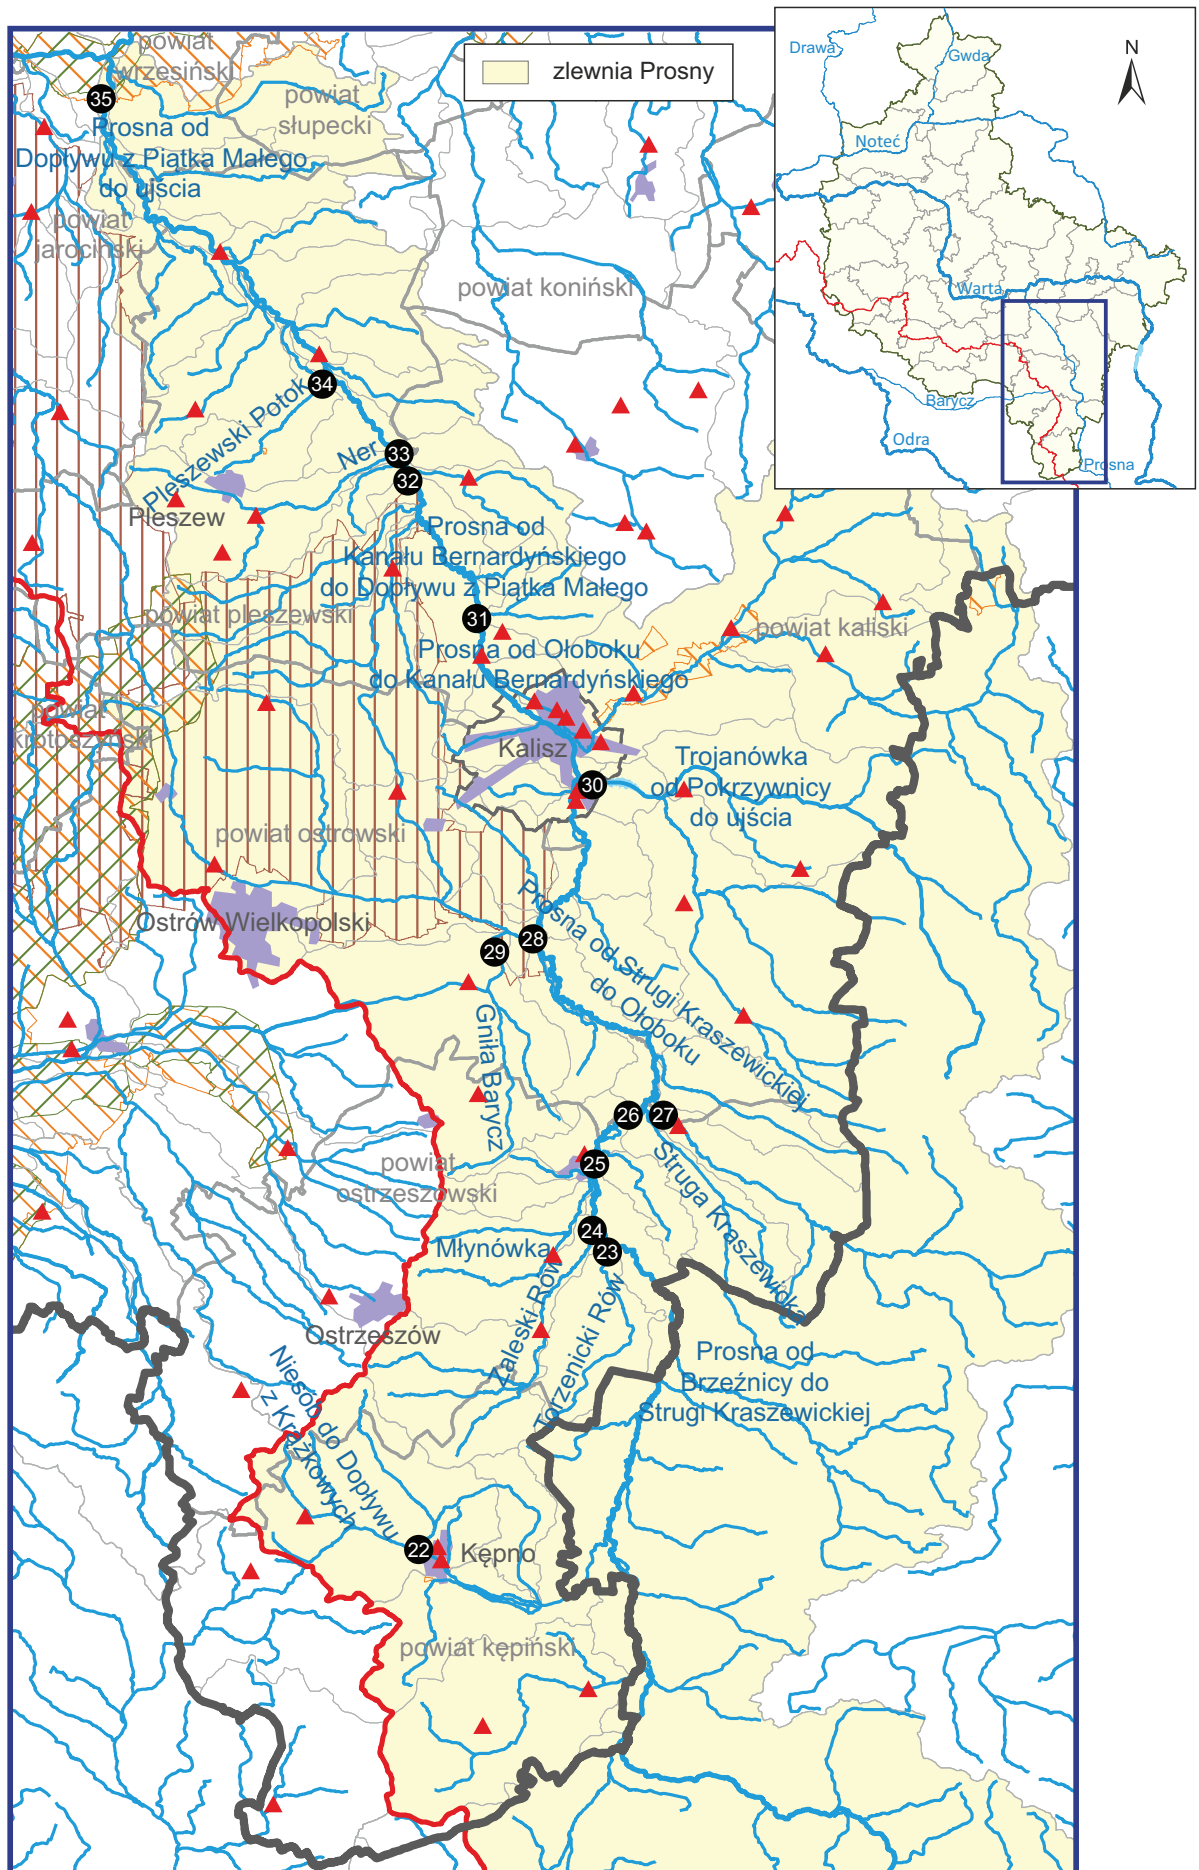 powiat
wrzesiński
zlewnia Prosny
Drawa
Gwda
N
Noteć
Warta
Barycz
Odra
Prosna
35
powiat
słupecki
Prosna od
Dopływu z Piątka Małego
do ujścia
powiat
jarociński
powiat koniński
34
Pleszewski Potok
Ner
33
32
Pleszew
Prosna od
Kanału Bernardyńskiego
do Dopływu z Piątka Małego
powiat pleszewski
31
powiat kaliski
Prosna od Ołoboku
do Kanału Bernardyńskiego
powiat
krotoszyński
Kalisz
30
Trojanówka
od Pokrzywnicy
do ujścia
powiat ostrowski
Ostrów Wielkopolski
29
28
Prosna od Strugi Kraszewickiej
do Ołoboku
Gniła Barycz
26
27
powiat
ostrzeszowski
25
Struga Kraszewicka
24
23
Młynówka
Zaleski Rów
Torzenicki Rów
Ostrzeszów
Prosna od
Brzeźnicy do
Strugi Kraszewickiej
Niesób do Dopływu
z Krążkowych
22
Kępno
powiat kępiński